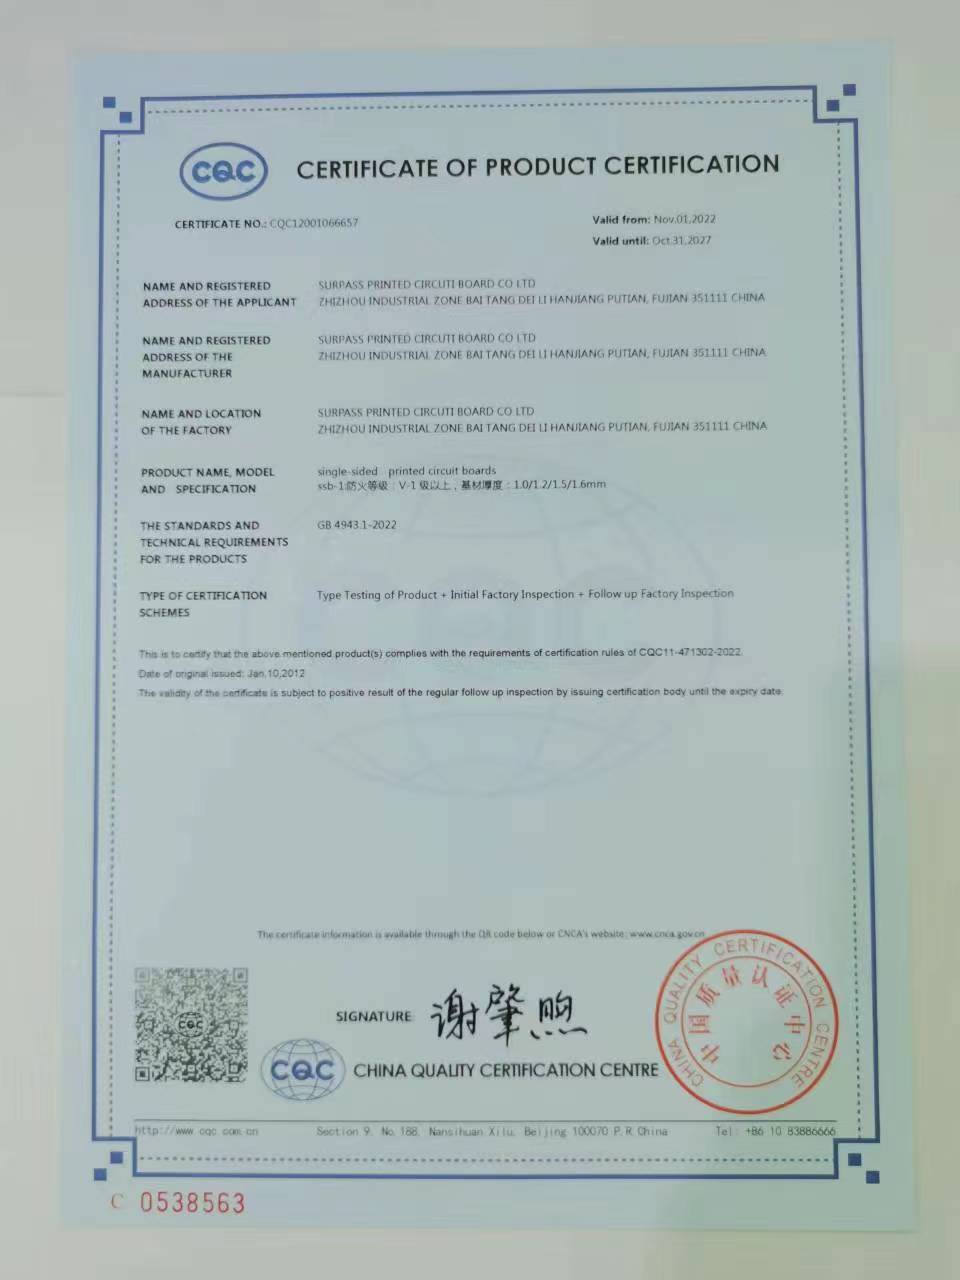 CQC
CERTIFICATE OF PRODUCT CERTIFICATION
CERTIFICATE NO.: CQC12001066657
Valid from: Nov.01,2022
Valid until: Oct.31,2027
NAME AND REGISTERED
ADDRESS OF THE APPLICANT
SURPASS PRINTED CIRCUTI BOARD CO LTD
ZHIZHOU INDUSTRIAL ZONE BAI TANG DEI LI HANJIANG PUTIAN, FUJIAN 351111 CHINA
NAME AND REGISTERED
ADDRESS OF THE
MANUFACTURER
SURPASS PRINTED CIRCUTI BOARD CO LTD
ZHIZHOU INDUSTRIAL ZONE BAI TANG DEI LI HANJIANG PUTIAN, FUJIAN 351111 CHINA
NAME AND LOCATION
OF THE FACTORY
SURPASS PRINTED CIRCUTI BOARD CO LTD
ZHIZHOU INDUSTRIAL ZONE BAI TANG DEI LI HANJIANG PUTIAN, FUJIAN 351111 CHINA
PRODUCT NAME, MODEL
AND SPECIFICATION
single-sided printed circuit boards
ssb-1:防火等级：V-1 级以上，基材厚度：1.0/1.2/1.5/1.6mm
THE STANDARDS AND
TECHNICAL REQUIREMENTS
FOR THE PRODUCTS
GB 4943.1-2022
TYPE OF CERTIFICATION
SCHEMES
Type Testing of Product + Initial Factory Inspection + Follow up Factory Inspection
This is to certify that the above mentioned product(s) complies with the requirements of certification rules of CQC11-471302-2022.
Date of original issued: Jan,10,2012
The validity of the certificate is subject to positive result of the regular follow up inspection by issuing certification body until the expiry date.
The certificate information is available through the QR code below or CNCA's website: www.cnca.gov.cn
CQC
SIGNATURE 谢肇煦
CQC CHINA QUALITY CERTIFICATION CENTRE
CHINA QUALITY CERTIFICATION CENTRE
中国质量认证中心
http://www.cqc.com.cn
Section 9, No.188, Nansihuan Xilu, Beijing 100070 P.R.China
Tel: +86 10 83886666
C 0538563